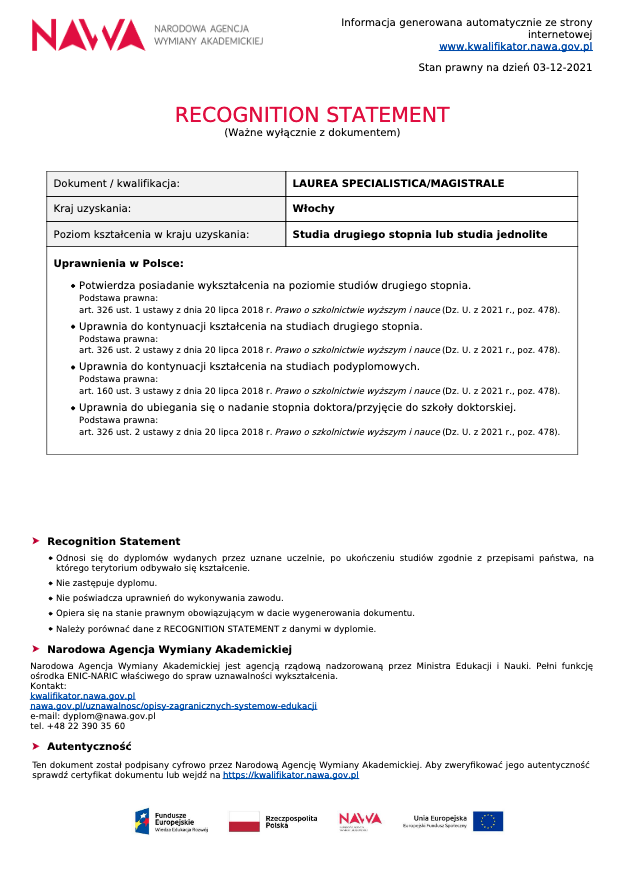 NAWA NARODOWA AGENCJA
WYMIANY AKADEMICKIEJ
Informacja generowana automatycznie ze strony
internetowej
www.kwalifikator.nawa.gov.pl
Stan prawny na dzień 03-12-2021
RECOGNITION STATEMENT
(Ważne wyłącznie z dokumentem)
Dokument / kwalifikacja: LAUREA SPECIALISTICA/MAGISTRALE
Kraj uzyskania: Włochy
Poziom kształcenia w kraju uzyskania: Studia drugiego stopnia lub studia jednolite
Uprawnienia w Polsce:
• Potwierdza posiadanie wykształcenia na poziomie studiów drugiego stopnia.
Podstawa prawna:
art. 326 ust. 1 ustawy z dnia 20 lipca 2018 r. Prawo o szkolnictwie wyższym i nauce (Dz. U. z 2021 r., poz. 478).
• Uprawnia do kontynuacji kształcenia na studiach drugiego stopnia.
Podstawa prawna:
art. 326 ust. 2 ustawy z dnia 20 lipca 2018 r. Prawo o szkolnictwie wyższym i nauce (Dz. U. z 2021 r., poz. 478).
• Uprawnia do kontynuacji kształcenia na studiach podyplomowych.
Podstawa prawna:
art. 160 ust. 3 ustawy z dnia 20 lipca 2018 r. Prawo o szkolnictwie wyższym i nauce (Dz. U. z 2021 r., poz. 478).
• Uprawnia do ubiegania się o nadanie stopnia doktora/przyjęcie do szkoły doktorskiej.
Podstawa prawna:
art. 326 ust. 2 ustawy z dnia 20 lipca 2018 r. Prawo o szkolnictwie wyższym i nauce (Dz. U. z 2021 r., poz. 478).
➤ Recognition Statement
• Odnosi się do dyplomów wydanych przez uznane uczelnie, po ukończeniu studiów zgodnie z przepisami państwa, na
którego terytorium odbywało się kształcenie.
• Nie zastępuje dyplomu.
• Nie poświadcza uprawnień do wykonywania zawodu.
• Opiera się na stanie prawnym obowiązującym w dacie wygenerowania dokumentu.
• Należy porównać dane z RECOGNITION STATEMENT z danymi w dyplomie.
➤ Narodowa Agencja Wymiany Akademickiej
Narodowa Agencja Wymiany Akademickiej jest agencją rządową nadzorowaną przez Ministra Edukacji i Nauki. Pełni funkcję
ośrodka ENIC-NARIC właściwego do spraw uznawalności wykształcenia.
Kontakt:
kwalifikator.nawa.gov.pl
nawa.gov.pl/uznawalnosc/opisy-zagranicznych-systemow-edukacji
e-mail: dyplom@nawa.gov.pl
tel. +48 22 390 35 60
➤ Autentyczność
Ten dokument został podpisany cyfrowo przez Narodową Agencję Wymiany Akademickiej. Aby zweryfikować jego autentyczność
sprawdź certyfikat dokumentu lub wejdź na https://kwalifikator.nawa.gov.pl
Fundusze
Europejskie
Wiedza Edukacja Rozwój
Rzeczpospolita
Polska
NAWA
Unia Europejska
Europejski Fundusz Społeczny